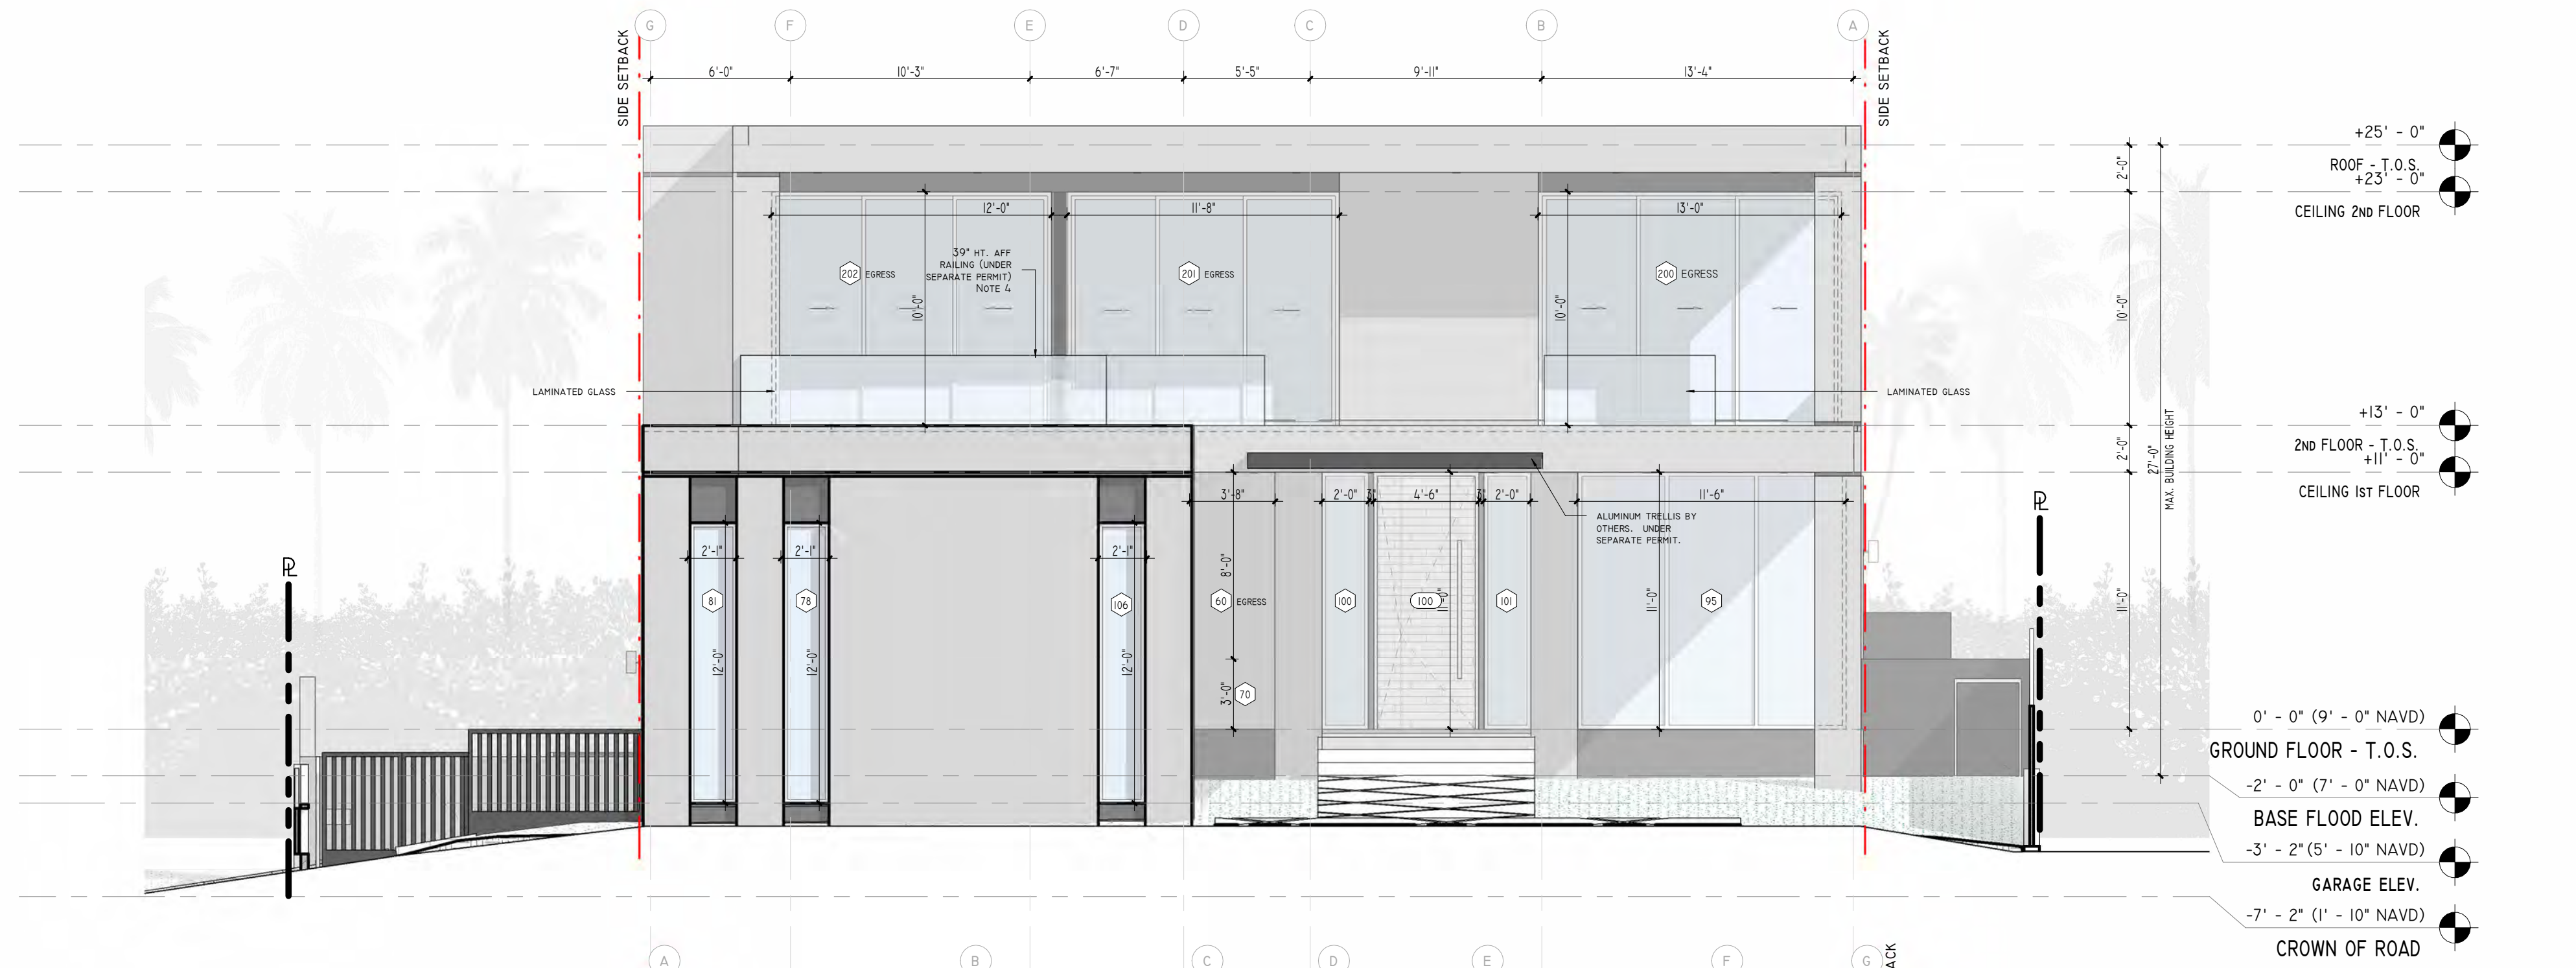 G F E D C B A
SIDE SETBACK
SIDE SETBACK
6'-0" 10'-3" 6'-7" 5'-5" 9'-11" 13'-4"
+25' - 0"
ROOF - T.O.S.
+23' - 0"
CEILING 2ND FLOOR
2'-0"
12'-0" 11'-8" 13'-0"
39" HT. AFF
RAILING (UNDER
SEPARATE PERMIT)
NOTE 4
202 EGRESS
201 EGRESS
200 EGRESS
10'-0" 10'-0" 10'-0"
LAMINATED GLASS
LAMINATED GLASS
+13' - 0"
2ND FLOOR - T.O.S.
+11' - 0"
CEILING 1ST FLOOR
2'-0"
27'-0"
MAX. BUILDING HEIGHT
3'-8" 2'-0" 3" 4'-6" 3" 2'-0" 11'-6"
ALUMINUM TRELLIS BY
OTHERS. UNDER
SEPARATE PERMIT.
2'-1" 2'-1" 2'-1"
8'-0"
PL
PL
81 78 106 60 EGRESS 100 100 101 95
11'-0" 11'-0" 11'-0"
12'-0" 12'-0" 12'-0"
3'-0" 70
0' - 0" (9' - 0" NAVD)
GROUND FLOOR - T.O.S.
-2' - 0" (7' - 0" NAVD)
BASE FLOOD ELEV.
-3' - 2" (5' - 10" NAVD)
GARAGE ELEV.
-7' - 2" (1' - 10" NAVD)
CROWN OF ROAD
A B C D E F G
ACK